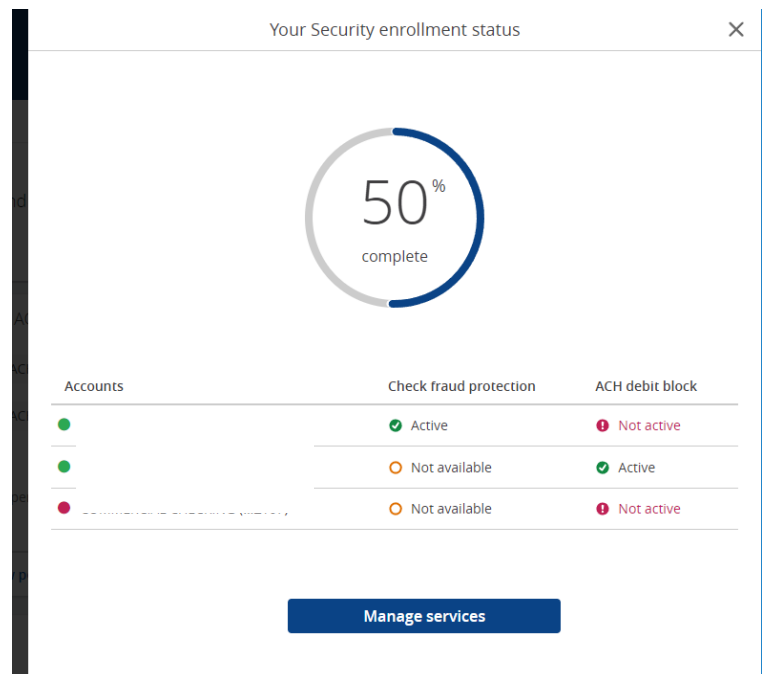 Your Security enrollment status
50%
complete
Accounts Check fraud protection ACH debit block
Active Not active
Not available Active
Not available Not active
Manage services